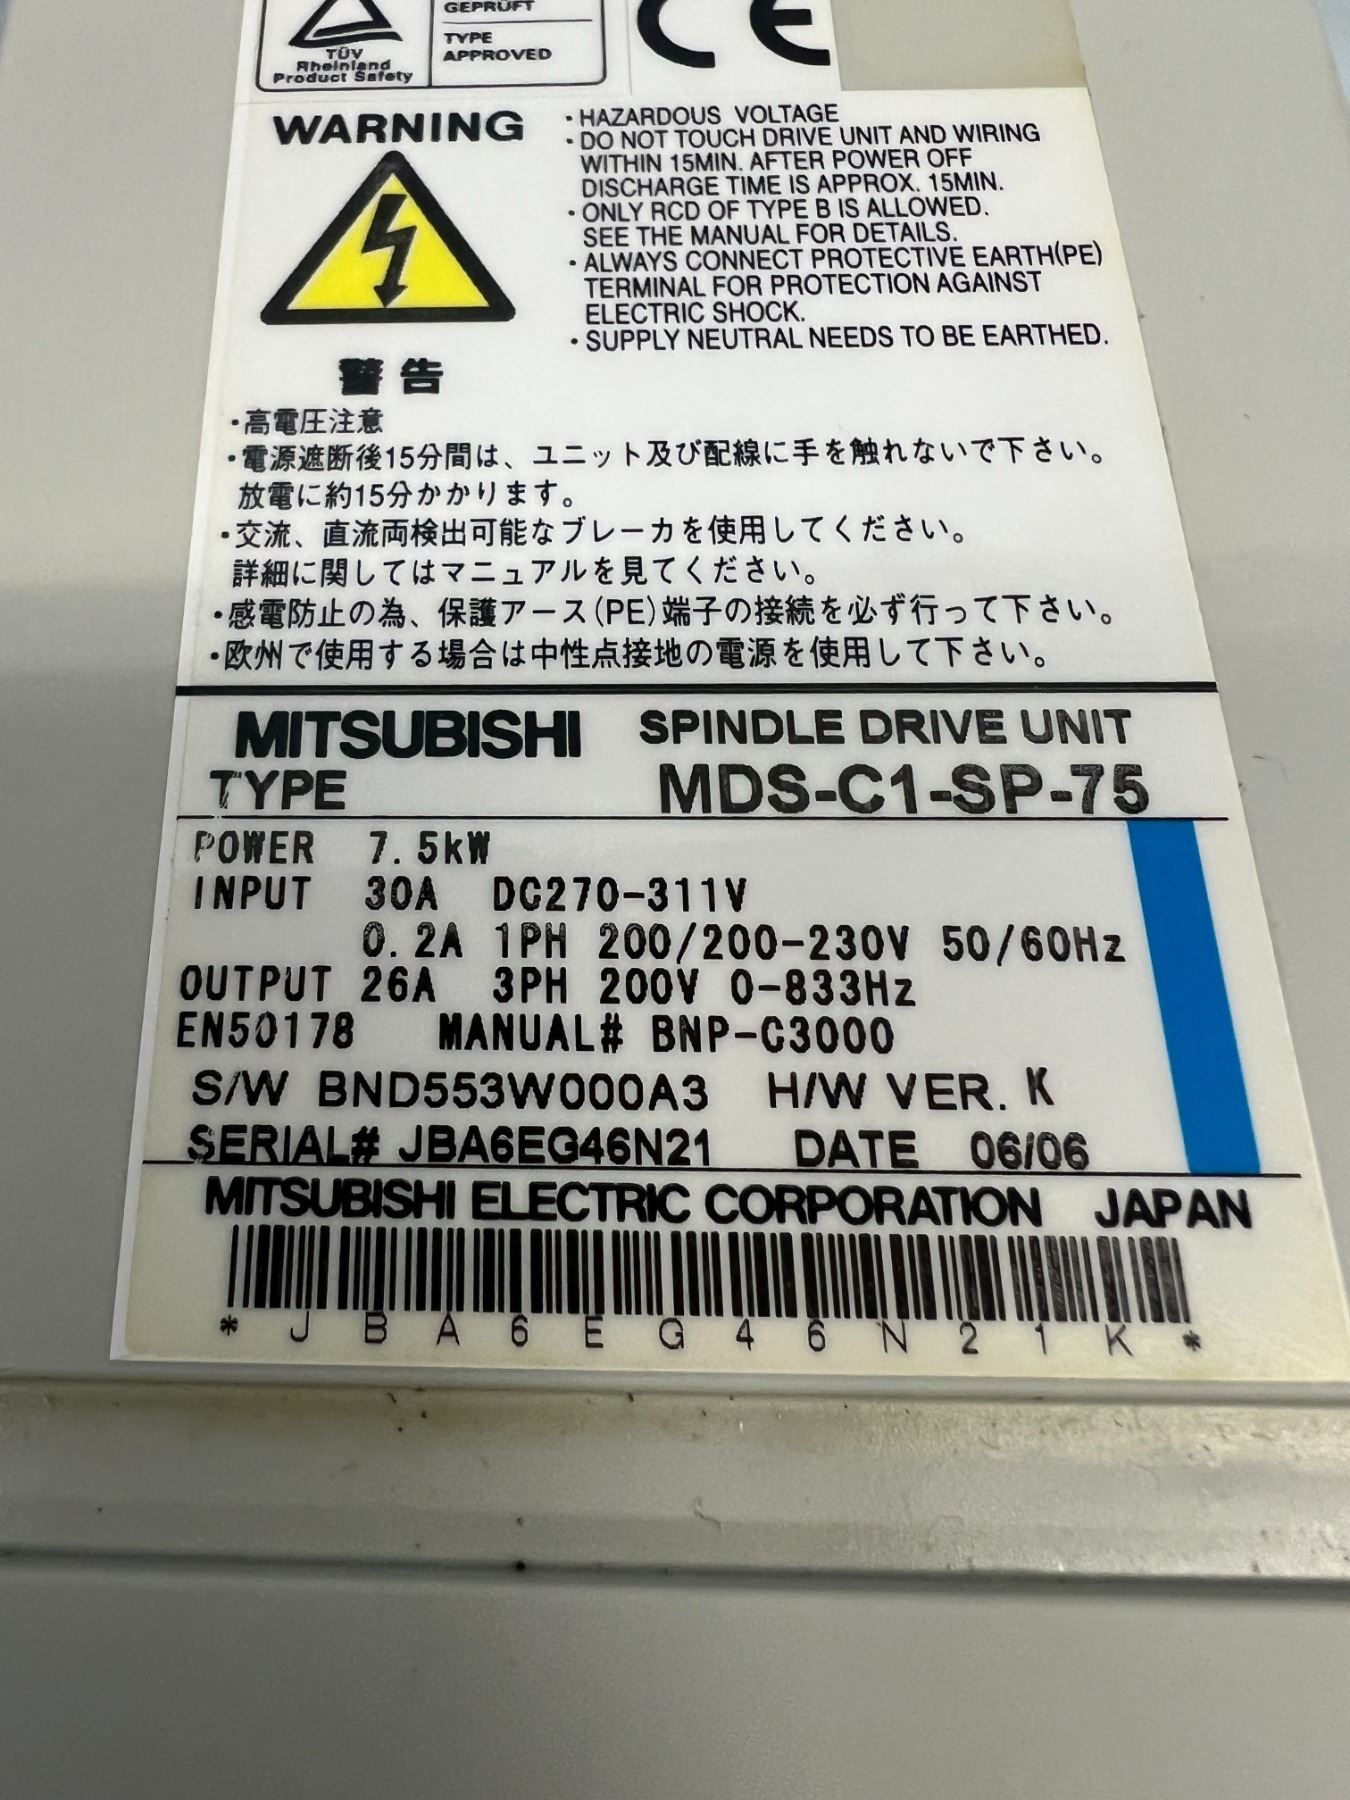 GEPRÜFT
TYPE
APPROVED
TÜV
Rheinland
Product Safety
CE
WARNING
・HAZARDOUS VOLTAGE
・DO NOT TOUCH DRIVE UNIT AND WIRING
WITHIN 15MIN. AFTER POWER OFF
DISCHARGE TIME IS APPROX. 15MIN.
・ONLY RCD OF TYPE B IS ALLOWED.
SEE THE MANUAL FOR DETAILS.
・ALWAYS CONNECT PROTECTIVE EARTH(PE)
TERMINAL FOR PROTECTION AGAINST
ELECTRIC SHOCK.
・SUPPLY NEUTRAL NEEDS TO BE EARTHED.
警告
・高電圧注意
・電源遮断後15分間は、ユニット及び配線に手を触れないで下さい。
放電に約15分かかります。
・交流、直流両検出可能なブレーカを使用してください。
詳細に関してはマニュアルを見てください。
・感電防止の為、保護アース(PE)端子の接続を必ず行って下さい。
・欧州で使用する場合は中性点接地の電源を使用して下さい。
MITSUBISHI SPINDLE DRIVE UNIT
TYPE MDS-C1-SP-75
POWER 7.5kW
INPUT 30A DC270-311V
0.2A 1PH 200/200-230V 50/60Hz
OUTPUT 26A 3PH 200V 0-833Hz
EN50178 MANUAL# BNP-C3000
S/W BND553W000A3 H/W VER. K
SERIAL# JBA6EG46N21 DATE 06/06
MITSUBISHI ELECTRIC CORPORATION JAPAN
* J B A 6 E G 4 6 N 2 1 K *